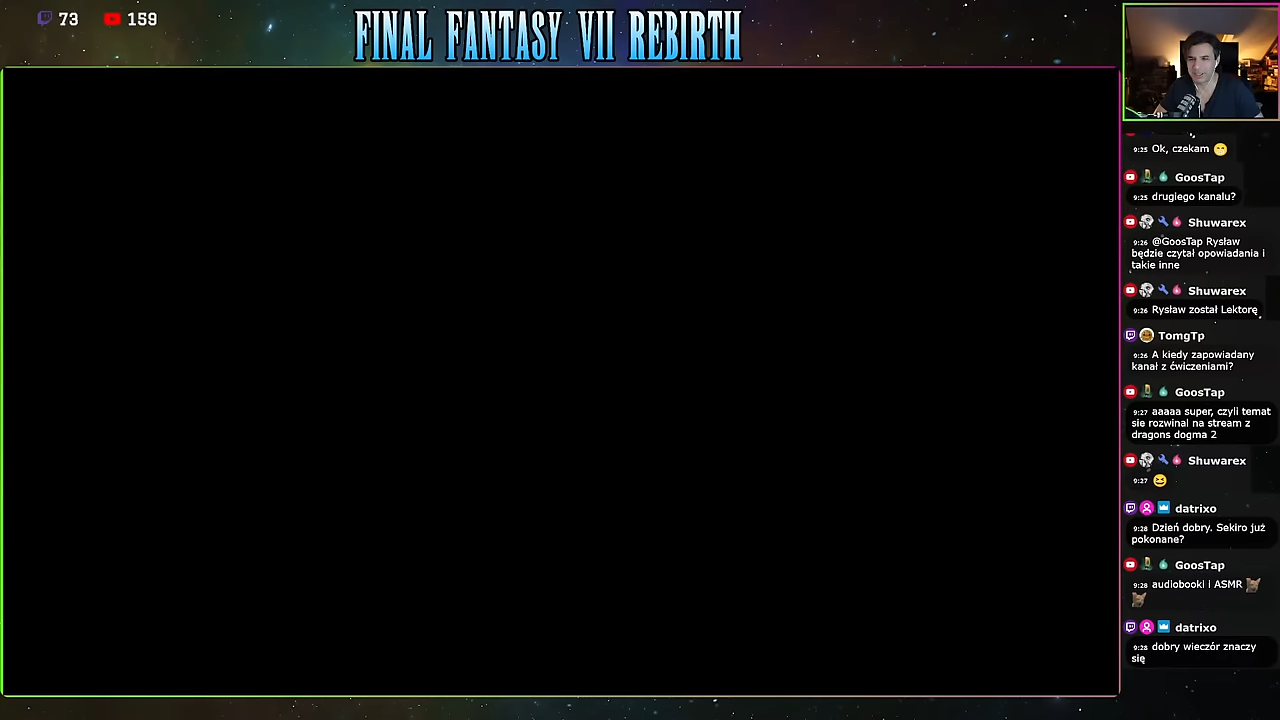 73 159
FINAL FANTASY VII REBIRTH
9:25 Ok, czekam 😁
GoosTap
9:25 drugiego kanalu?
Shuwarex
9:26 @GoosTap Rysław
będzie czytał opowiadania i
takie inne
Shuwarex
9:26 Rysław został Lektorę
TomgTp
9:26 A kiedy zapowiadany
kanał z ćwiczeniami?
GoosTap
9:27 aaaaa super, czyli temat
sie rozwinal na stream z
dragons dogma 2
Shuwarex
9:27 😆
datrixo
9:28 Dzień dobry. Sekiro już
pokonane?
GoosTap
9:28 audiobooki i ASMR
datrixo
9:28 dobry wieczór znaczy
się